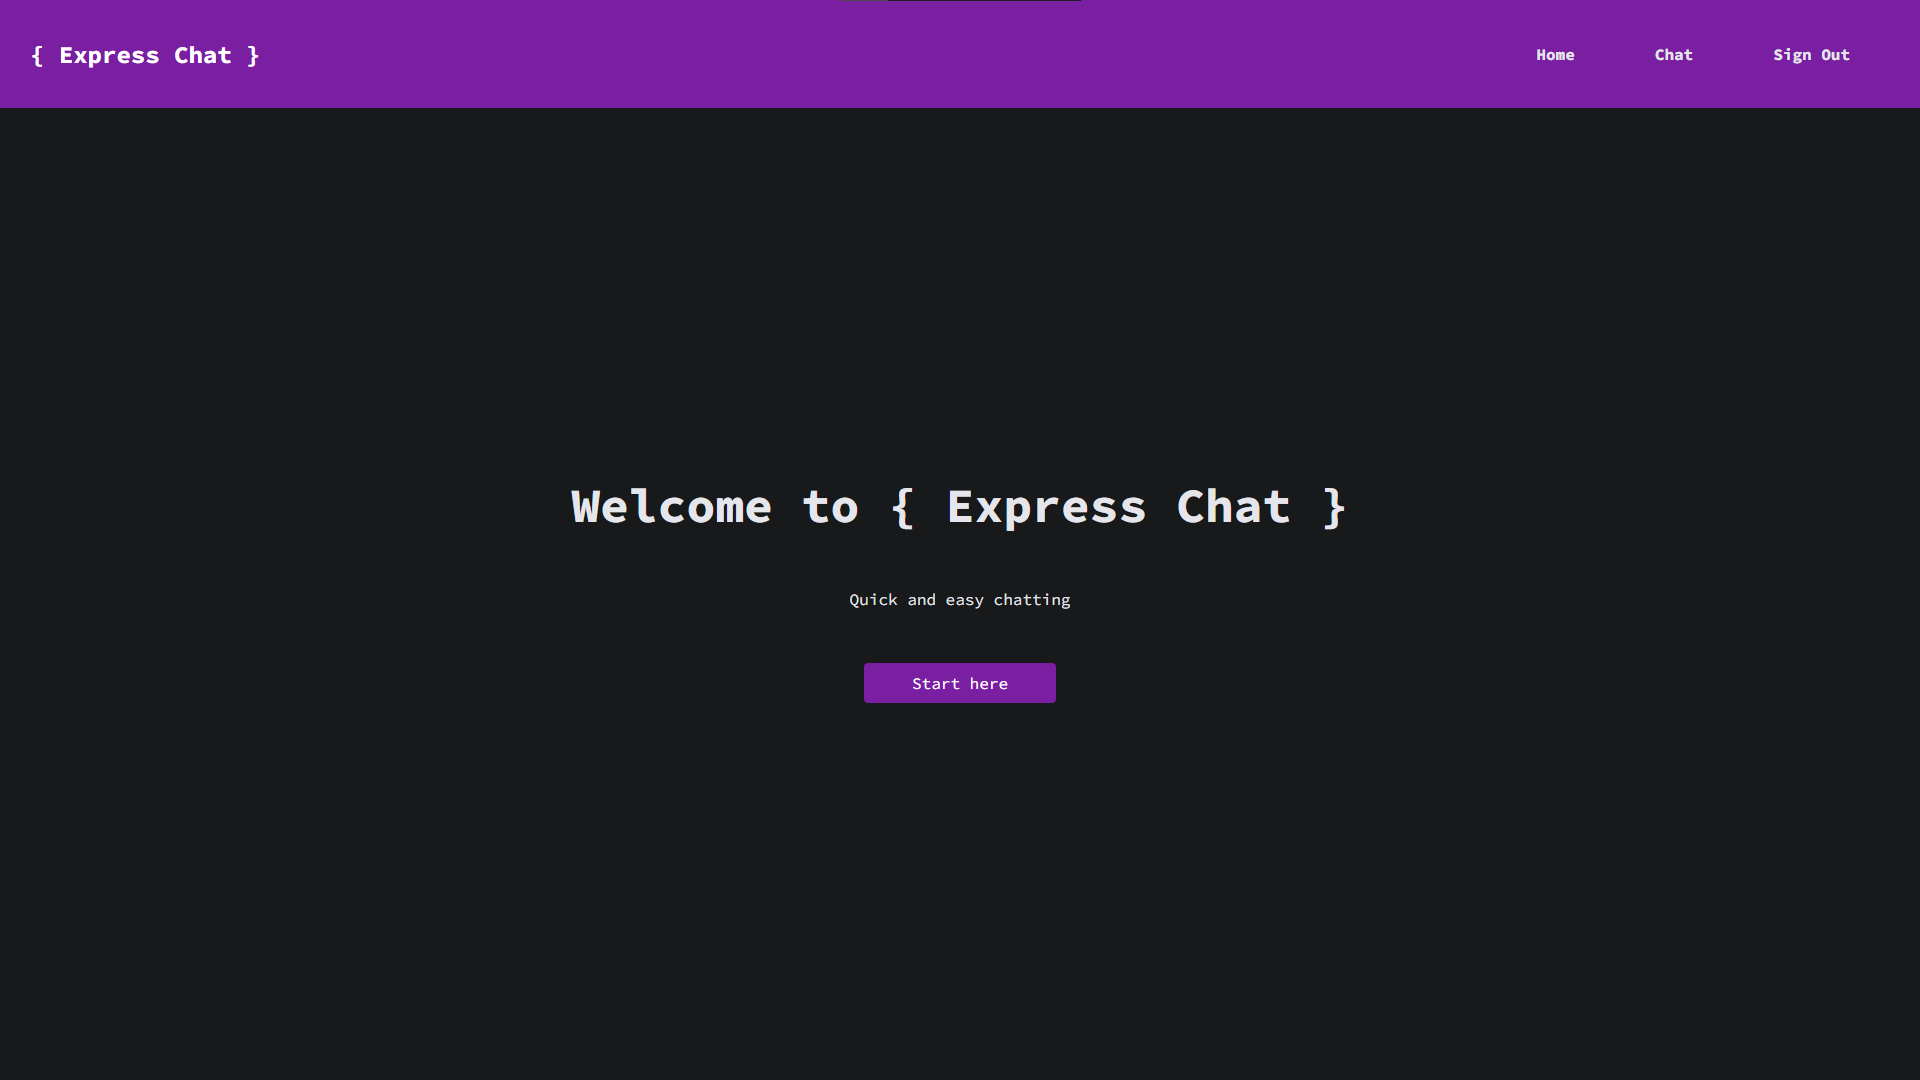 { Express Chat }
Home
Chat
Sign Out
Welcome to { Express Chat }
Quick and easy chatting
Start here